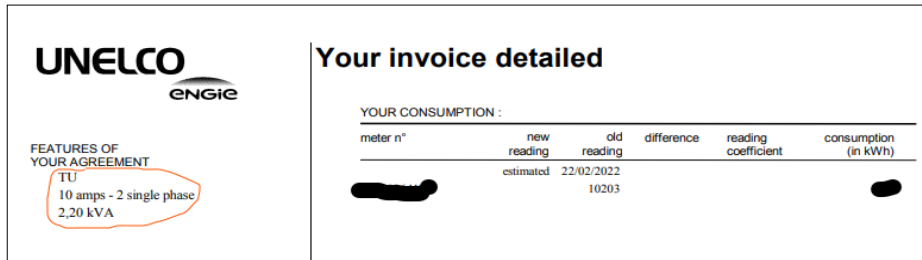 UNELCO
ENGIE
FEATURES OF
YOUR AGREEMENT
TU
10 amps - 2 single phase
2,20 kVA
Your invoice detailed
YOUR CONSUMPTION :
meter n° new reading old reading difference reading coefficient consumption (in kWh)
estimated 22/02/2022
10203